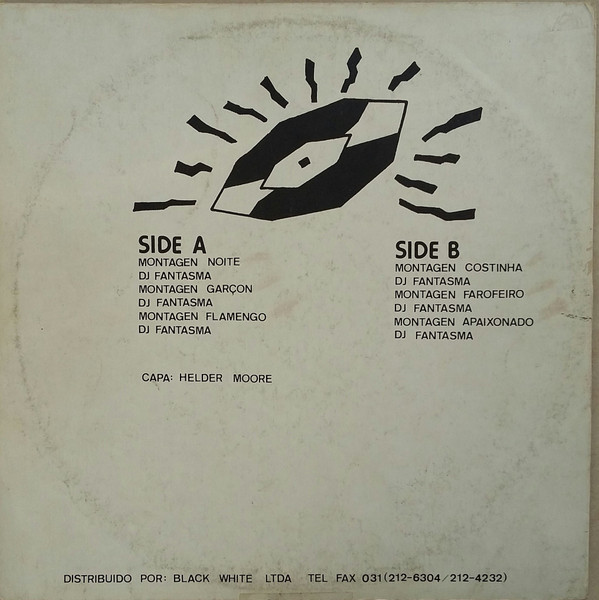 SIDE A
MONTAGEN NOITE
DJ FANTASMA
MONTAGEN GARÇON
DJ FANTASMA
MONTAGEN FLAMENGO
DJ FANTASMA
SIDE B
MONTAGEN COSTINHA
DJ FANTASMA
MONTAGEN FAROFEIRO
DJ FANTASMA
MONTAGEN APAIXONADO
DJ FANTASMA
CAPA: HELDER MOORE
DISTRIBUIDO POR: BLACK WHITE LTDA TEL FAX 031(212-6304/212-4232)